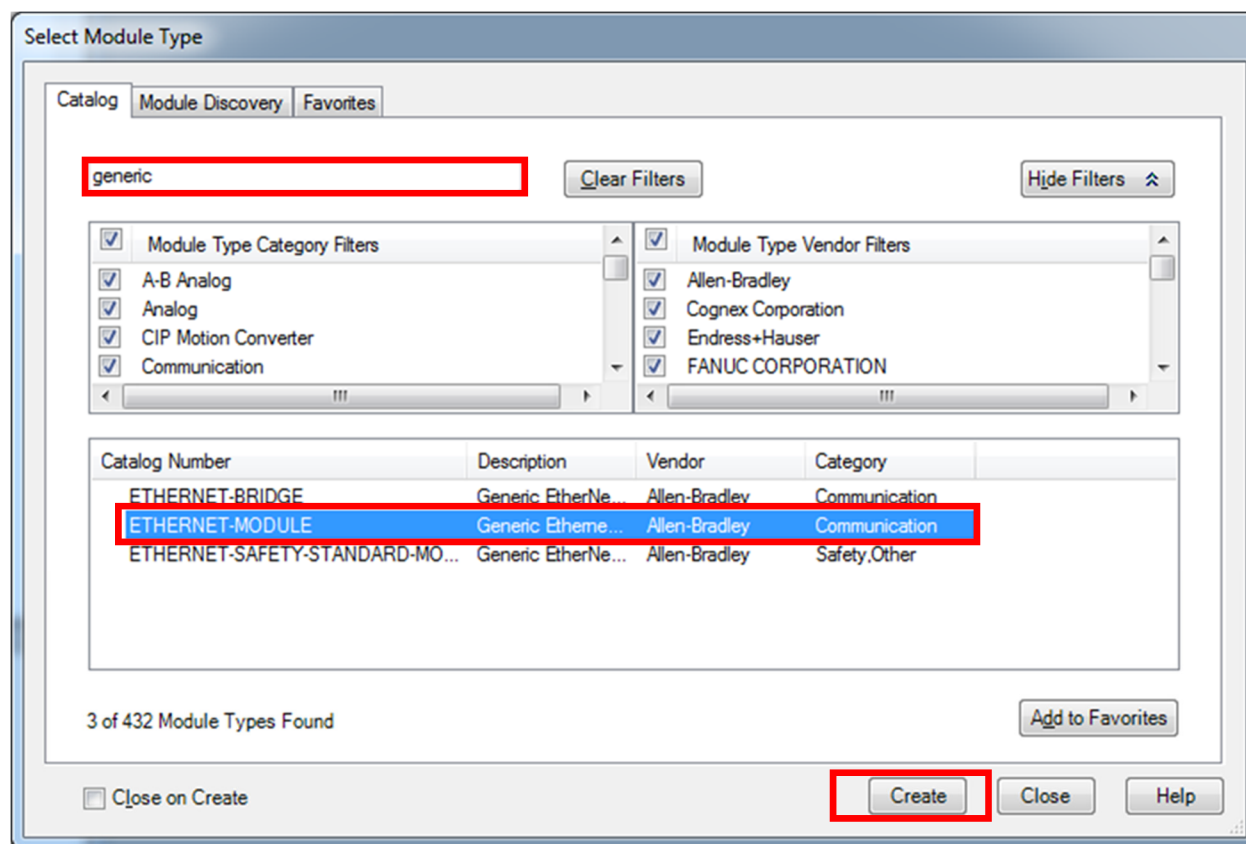 Select Module Type
Catalog Module Discovery Favorites
generic Clear Filters Hide Filters
Module Type Category Filters Module Type Vendor Filters
A-B Analog Allen-Bradley
Analog Cognex Corporation
CIP Motion Converter Endress+Hauser
Communication FANUC CORPORATION
Catalog Number Description Vendor Category
ETHERNET-BRIDGE Generic EtherNe... Allen-Bradley Communication
ETHERNET-MODULE Generic Etherne... Allen-Bradley Communication
ETHERNET-SAFETY-STANDARD-MO... Generic EtherNe... Allen-Bradley Safety,Other
3 of 432 Module Types Found Add to Favorites
Close on Create Create Close Help